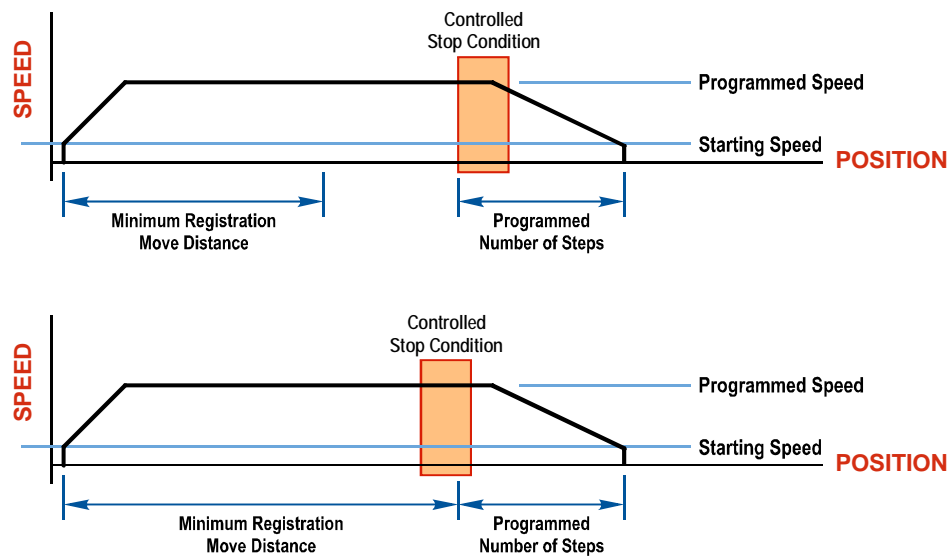 Controlled
Stop Condition
SPEED
Programmed Speed
Starting Speed
POSITION
Minimum Registration
Move Distance
Programmed
Number of Steps
Controlled
Stop Condition
SPEED
Programmed Speed
Starting Speed
POSITION
Minimum Registration
Move Distance
Programmed
Number of Steps